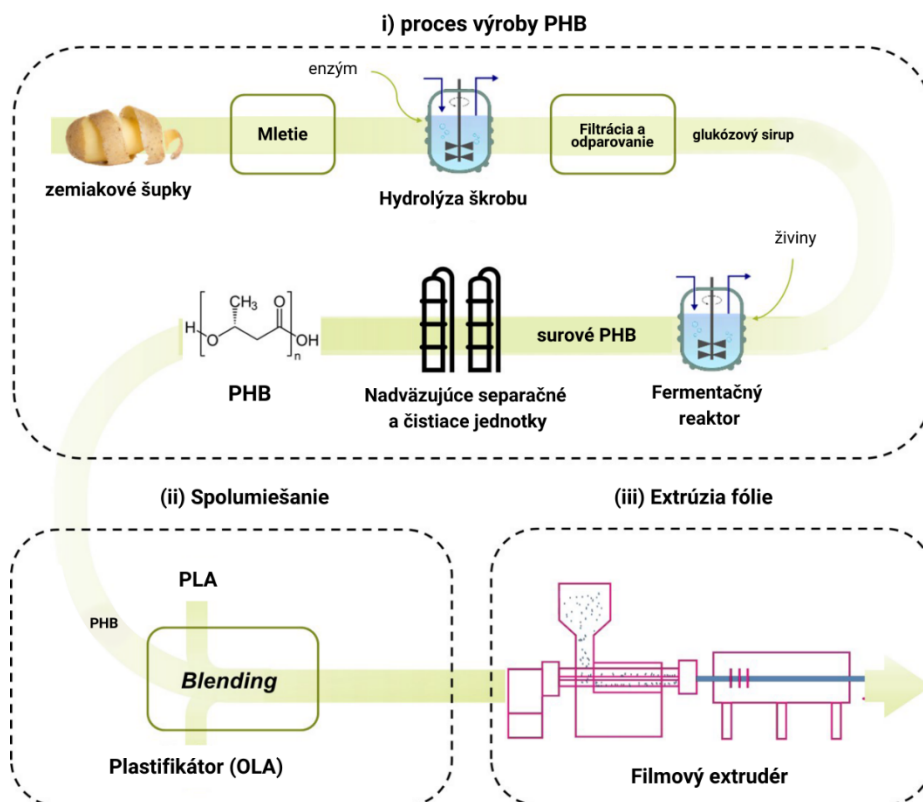 i) proces výroby PHB
enzým
Mletie
Filtrácia a
odparovanie
glukózový sirup
zemiakové šupky
Hydrolýza škrobu
živiny
CH₃
O
H
O
OH
n
surové PHB
PHB
Nadväzujúce separačné
a čistiace jednotky
Fermentačný
reaktor
(ii) Spolumiešanie
(iii) Extrúzia fólie
PLA
PHB
Blending
Plastifikátor (OLA)
Filmový extrudér